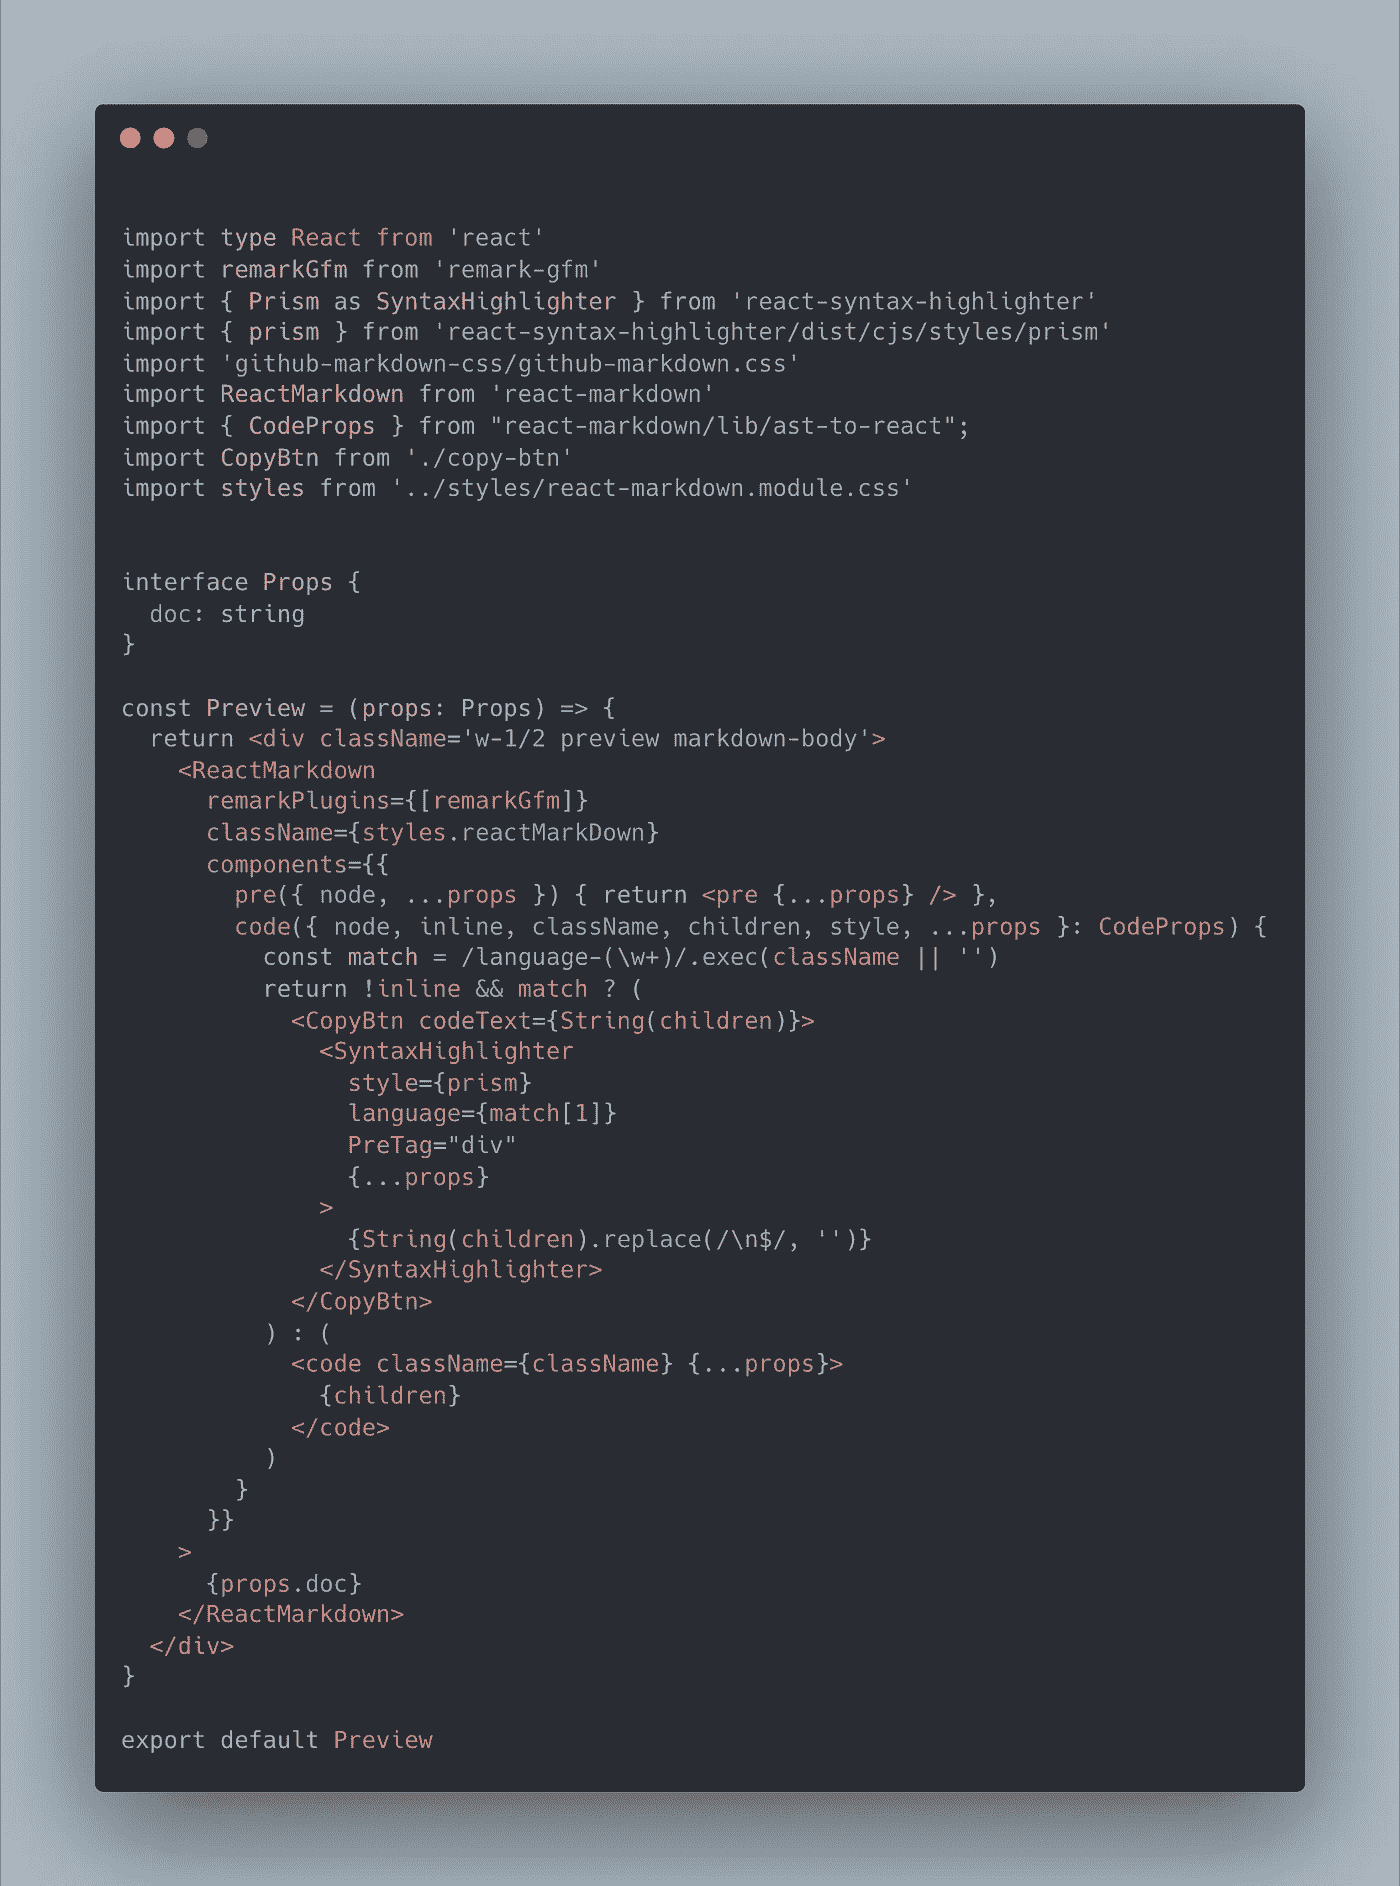 import type React from 'react'
import remarkGfm from 'remark-gfm'
import { Prism as SyntaxHighlighter } from 'react-syntax-highlighter'
import { prism } from 'react-syntax-highlighter/dist/cjs/styles/prism'
import 'github-markdown-css/github-markdown.css'
import ReactMarkdown from 'react-markdown'
import { CodeProps } from "react-markdown/lib/ast-to-react";
import CopyBtn from './copy-btn'
import styles from '../styles/react-markdown.module.css'


interface Props {
  doc: string
}

const Preview = (props: Props) => {
  return <div className='w-1/2 preview markdown-body'>
    <ReactMarkdown
      remarkPlugins={[remarkGfm]}
      className={styles.reactMarkDown}
      components={{
        pre({ node, ...props }) { return <pre {...props} /> },
        code({ node, inline, className, children, style, ...props }: CodeProps) {
          const match = /language-(\w+)/.exec(className || '')
          return !inline && match ? (
            <CopyBtn codeText={String(children)}>
              <SyntaxHighlighter
                style={prism}
                language={match[1]}
                PreTag="div"
                {...props}
              >
                {String(children).replace(/\n$/, '')}
              </SyntaxHighlighter>
            </CopyBtn>
          ) : (
            <code className={className} {...props}>
              {children}
            </code>
          )
        }
      }}
    >
      {props.doc}
    </ReactMarkdown>
  </div>
}

export default Preview